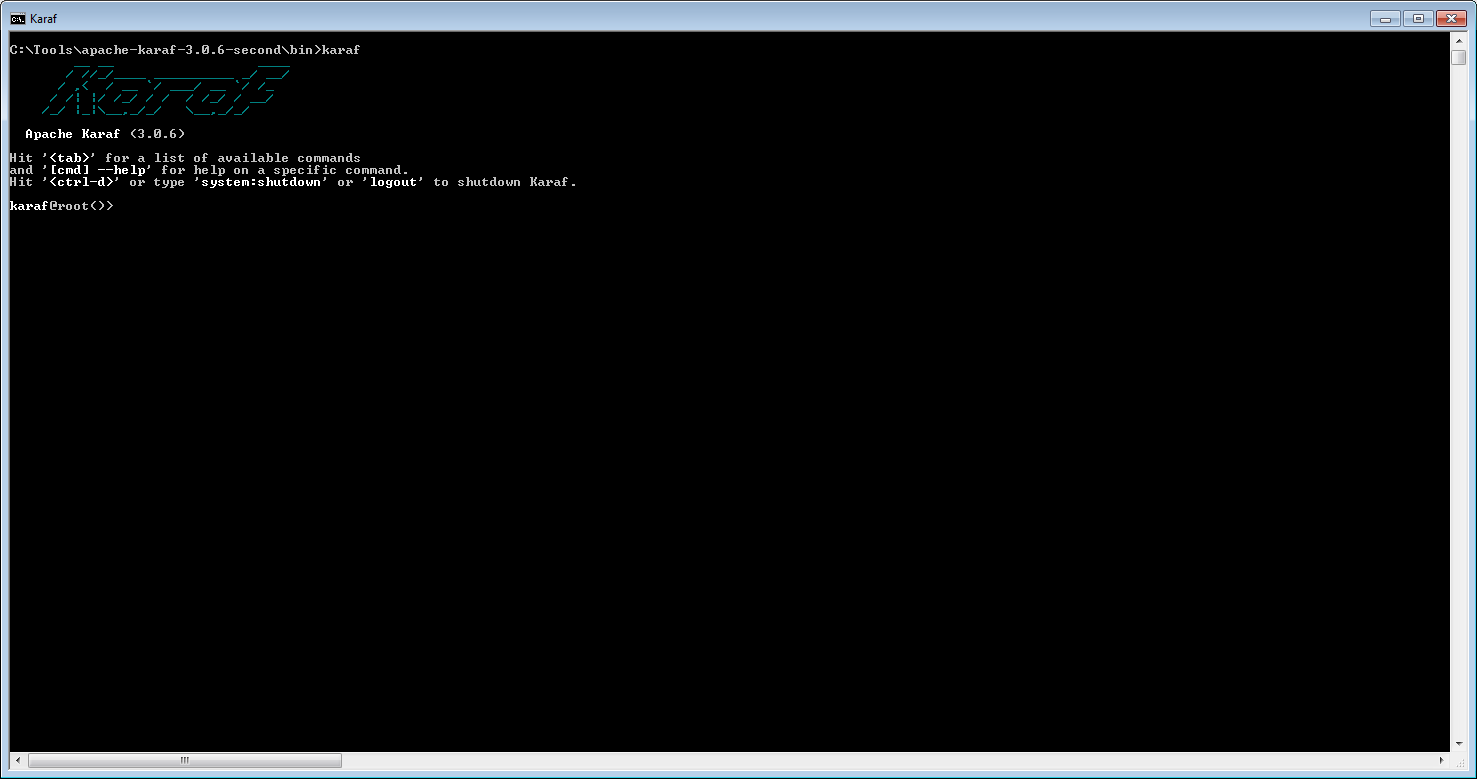 Karaf
C:\Tools\apache-karaf-3.0.6-second\bin>karaf
Karaf
Apache Karaf (3.0.6)
Hit '<tab>' for a list of available commands
and '[cmd] --help' for help on a specific command.
Hit '<ctrl-d>' or type 'system:shutdown' or 'logout' to shutdown Karaf.
karaf@root()>